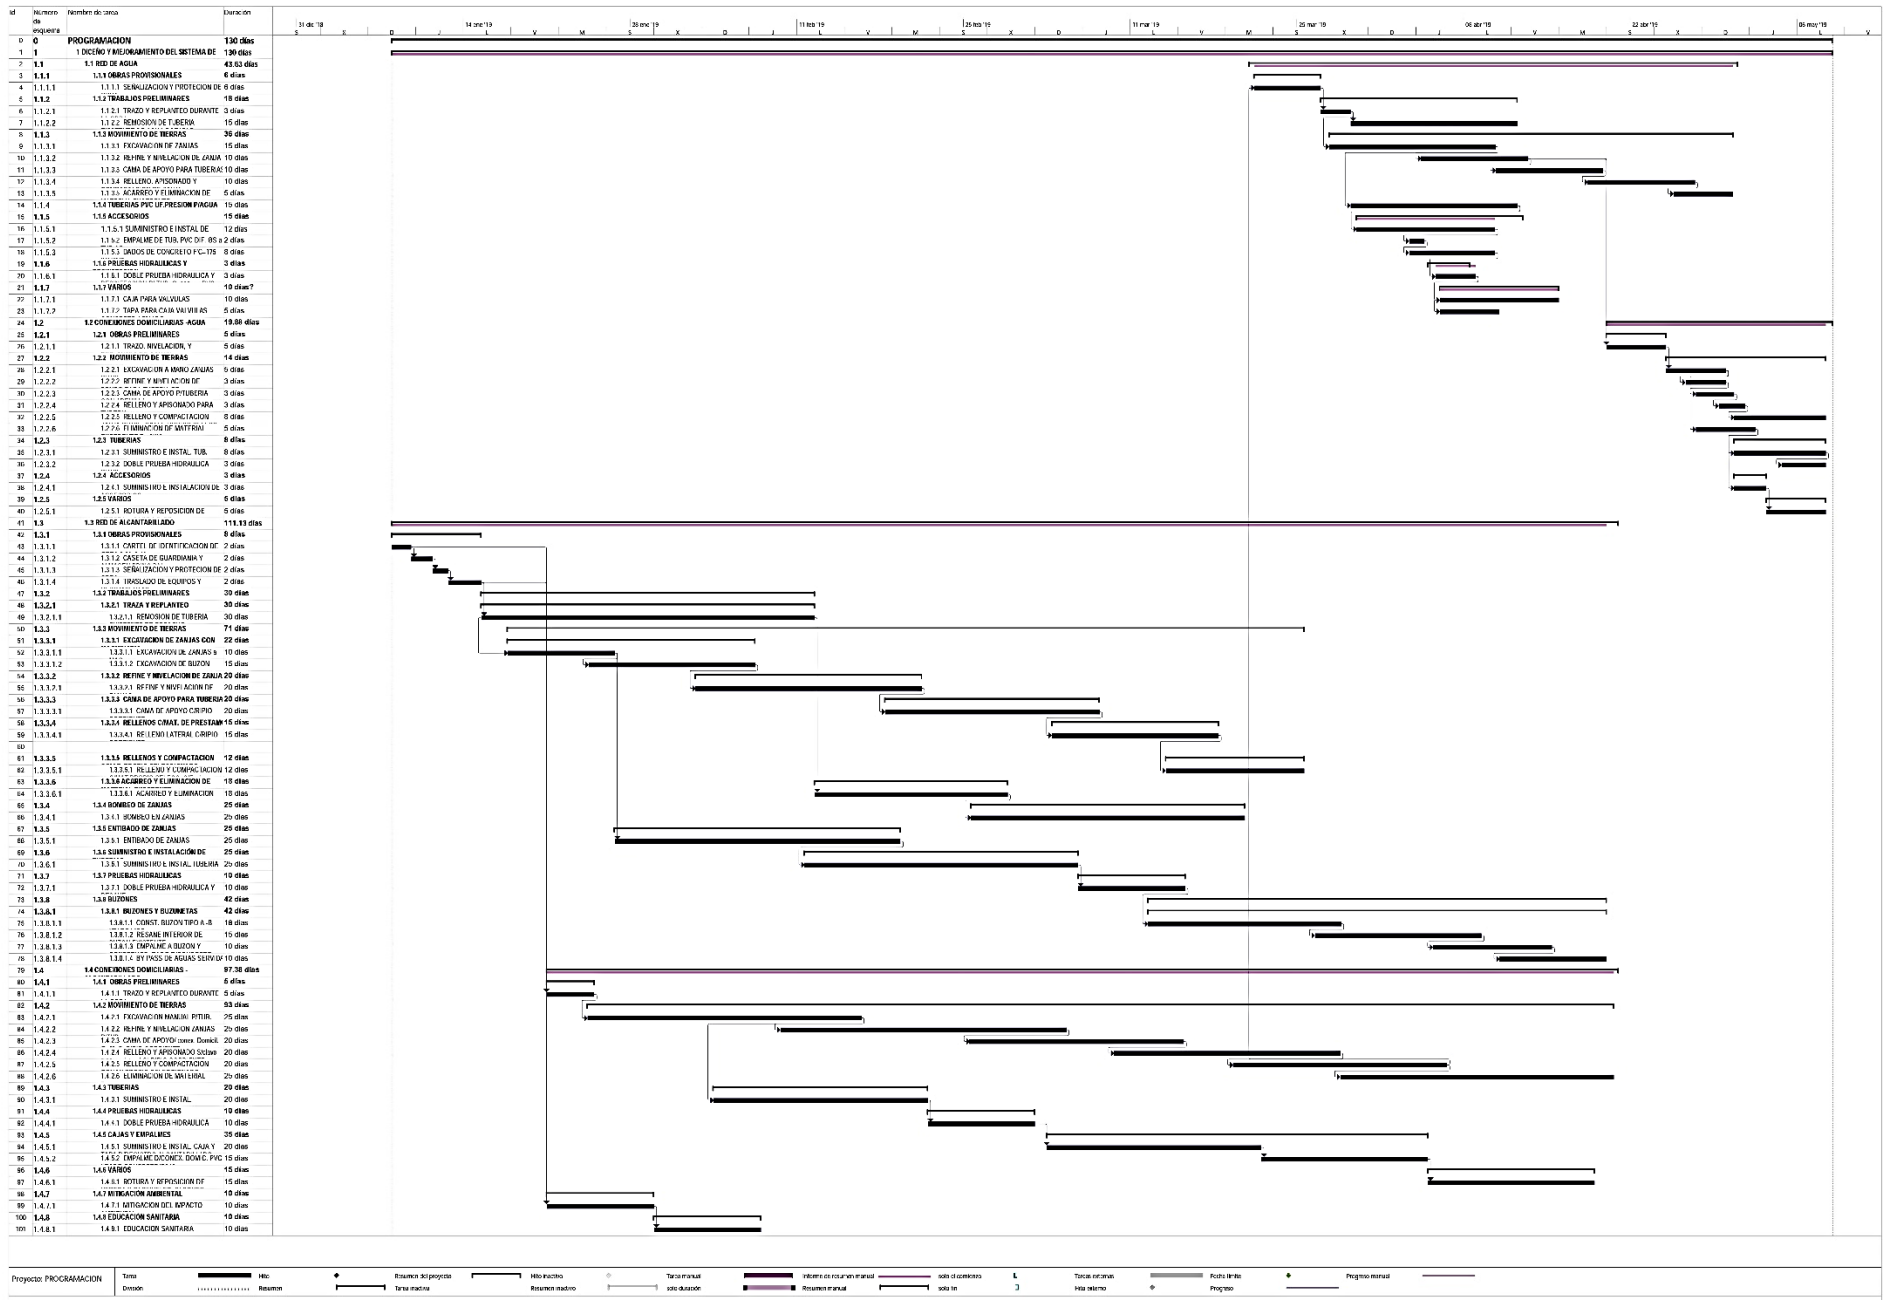 Id Número de esquema Nombre de tarea Duración
31 dic '18 14 ene '19 28 ene '19 11 feb '19 25 feb '19 11 mar '19 25 mar '19 08 abr '19 22 abr '19 06 may '19
S X D L V M S X D J L V M S X D J L V M S X D J L V M S X D J L V
0 0 PROGRAMACION 130 días
1 1 1 DICEÑO Y MEJORAMIENTO DEL SISTEMA DE 130 días
2 1.1 1.1 RED DE AGUA 43.63 días
3 1.1.1 1.1.1 OBRAS PROVISIONALES 6 días
4 1.1.1.1 1.1.1.1 SEÑALIZACION Y PROTECION DE 6 días
5 1.1.2 1.1.2 TRABAJOS PRELIMINARES 18 días
6 1.1.2.1 1.1.2.1 TRAZO Y REPLANTEO DURANTE 3 días
7 1.1.2.2 1.1.2.2 REMOSION DE TUBERIA 15 días
8 1.1.3 1.1.3 MOVIMIENTO DE TIERRAS 36 días
9 1.1.3.1 1.1.3.1 EXCAVACION DE ZANJAS 15 días
10 1.1.3.2 1.1.3.2 REFINE Y NIVELACION DE ZANJA 10 días
11 1.1.3.3 1.1.3.3 CAMA DE APOYO PARA TUBERIAS 10 días
12 1.1.3.4 1.1.3.4 RELLENO, APISONADO Y 10 días
13 1.1.3.5 1.1.3.5 ACARREO Y ELIMINACION DE 5 días
14 1.1.4 1.1.4 TUBERIAS PVC UF.PRESION P/AGUA 15 días
15 1.1.5 1.1.5 ACCESORIOS 15 días
16 1.1.5.1 1.1.5.1 SUMINISTRO E INSTAL DE 12 días
17 1.1.5.2 1.1.5.2 EMPALME DE TUB. PVC DIF. 2 días
18 1.1.5.3 1.1.5.3 DADOS DE CONCRETO F'C=175 8 días
19 1.1.6 1.1.6 PRUEBAS HIDRAULICAS Y 3 días
20 1.1.6.1 1.1.6.1 DOBLE PRUEBA HIDRAULICA Y 3 días
21 1.1.7 1.1.7 VARIOS 10 días?
22 1.1.7.1 1.1.7.1 CAJA PARA VALVULAS 10 días
23 1.1.7.2 1.1.7.2 TAPA PARA CAJA VALVULAS 5 días
24 1.2 1.2 CONEXIONES DOMICILIARIAS -AGUA 19.88 días
25 1.2.1 1.2.1 OBRAS PRELIMINARES 5 días
26 1.2.1.1 1.2.1.1 TRAZO, NIVELACION, Y 5 días
27 1.2.2 1.2.2 MOVIMIENTO DE TIERRAS 14 días
28 1.2.2.1 1.2.2.1 EXCAVACION A MANO ZANJAS 5 días
29 1.2.2.2 1.2.2.2 REFINE Y NIVELACION DE 3 días
30 1.2.2.3 1.2.2.3 CAMA DE APOYO P/TUBERIA 3 días
31 1.2.2.4 1.2.2.4 RELLENO Y APISONADO PARA 3 días
32 1.2.2.5 1.2.2.5 RELLENO Y COMPACTACION 8 días
33 1.2.2.6 1.2.2.6 ELIMINACION DE MATERIAL 5 días
34 1.2.3 1.2.3 TUBERIAS 8 días
35 1.2.3.1 1.2.3.1 SUMINISTRO E INSTAL. TUB. 8 días
36 1.2.3.2 1.2.3.2 DOBLE PRUEBA HIDRAULICA 3 días
37 1.2.4 1.2.4 ACCESORIOS 3 días
38 1.2.4.1 1.2.4.1 SUMINISTRO E INSTALACION DE 3 días
39 1.2.5 1.2.5 VARIOS 5 días
40 1.2.5.1 1.2.5.1 ROTURA Y REPOSICION DE 5 días
41 1.3 1.3 RED DE ALCANTARILLADO 111.13 días
42 1.3.1 1.3.1 OBRAS PROVISIONALES 8 días
43 1.3.1.1 1.3.1.1 CARTEL DE IDENTIFICACION DE 2 días
44 1.3.1.2 1.3.1.2 CASETA DE GUARDIANIA Y 2 días
45 1.3.1.3 1.3.1.3 SEÑALIZACION Y PROTECION DE 2 días
46 1.3.1.4 1.3.1.4 TRASLADO DE EQUIPOS Y 2 días
47 1.3.2 1.3.2 TRABAJOS PRELIMINARES 30 días
48 1.3.2.1 1.3.2.1 TRAZA Y REPLANTEO 30 días
49 1.3.2.1.1 1.3.2.1.1 REMOSION DE TUBERIA 30 días
50 1.3.3 1.3.3 MOVIMIENTO DE TIERRAS 71 días
51 1.3.3.1 1.3.3.1 EXCAVACION DE ZANJAS CON 22 días
52 1.3.3.1.1 1.3.3.1.1 EXCAVACION DE ZANJAS 10 días
53 1.3.3.1.2 1.3.3.1.2 EXCAVACION DE BUZON 15 días
54 1.3.3.2 1.3.3.2 REFINE Y NIVELACION DE ZANJA 20 días
55 1.3.3.2.1 1.3.3.2.1 REFINE Y NIVELACION DE 20 días
56 1.3.3.3 1.3.3.3 CAMA DE APOYO PARA TUBERIA 20 días
57 1.3.3.3.1 1.3.3.3.1 CAMA DE APOYO C/RIPIO 20 días
58 1.3.3.4 1.3.3.4 RELLENOS C/MAT. DE PRESTAM 15 días
59 1.3.3.4.1 1.3.3.4.1 RELLENO LATERAL C/RIPIO 15 días
60
61 1.3.3.5 1.3.3.5 RELLENOS Y COMPACTACION 12 días
62 1.3.3.5.1 1.3.3.5.1 RELLENO Y COMPACTACION 12 días
63 1.3.3.6 1.3.3.6 ACARREO Y ELIMINACION DE 18 días
64 1.3.3.6.1 1.3.3.6.1 ACARREO Y ELIMINACION 18 días
65 1.3.4 1.3.4 BOMBEO DE ZANJAS 25 días
66 1.3.4.1 1.3.4.1 BOMBEO EN ZANJAS 25 días
67 1.3.5 1.3.5 ENTIBADO DE ZANJAS 25 días
68 1.3.5.1 1.3.5.1 ENTIBADO DE ZANJAS 25 días
69 1.3.6 1.3.6 SUMINISTRO E INSTALACIÓN DE 25 días
70 1.3.6.1 1.3.6.1 SUMINISTRO E INSTAL.TUBERIA 25 días
71 1.3.7 1.3.7 PRUEBAS HIDRAULICAS 10 días
72 1.3.7.1 1.3.7.1 DOBLE PRUEBA HIDRAULICA Y 10 días
73 1.3.8 1.3.8 BUZONES 42 días
74 1.3.8.1 1.3.8.1 BUZONES Y BUZONETAS 42 días
75 1.3.8.1.1 1.3.8.1.1 CONST. BUZON TIPO A -B 18 días
76 1.3.8.1.2 1.3.8.1.2 RESANE INTERIOR DE 15 días
77 1.3.8.1.3 1.3.8.1.3 EMPALME A BUZON Y 10 días
78 1.3.8.1.4 1.3.8.1.4 BY PASS DE AGUAS SERVIDA 10 días
79 1.4 1.4 CONEXIONES DOMICILIARIAS - 97.38 días
80 1.4.1 1.4.1 OBRAS PRELIMINARES 5 días
81 1.4.1.1 1.4.1.1 TRAZO Y REPLANTEO DURANTE 5 días
82 1.4.2 1.4.2 MOVIMIENTO DE TIERRAS 93 días
83 1.4.2.1 1.4.2.1 EXCAVACION MANUAL P/TUB. 25 días
84 1.4.2.2 1.4.2.2 REFINE Y NIVELACION ZANJAS 25 días
85 1.4.2.3 1.4.2.3 CAMA DE APOYO/conex. Domicil. 20 días
86 1.4.2.4 1.4.2.4 RELLENO Y APISONADO S/clave 20 días
87 1.4.2.5 1.4.2.5 RELLENO Y COMPACTACION 20 días
88 1.4.2.6 1.4.2.6 ELIMINACION DE MATERIAL 25 días
89 1.4.3 1.4.3 TUBERIAS 20 días
90 1.4.3.1 1.4.3.1 SUMINISTRO E INSTAL. 20 días
91 1.4.4 1.4.4 PRUEBAS HIDRAULICAS 10 días
92 1.4.4.1 1.4.4.1 DOBLE PRUEBA HIDRAULICA 10 días
93 1.4.5 1.4.5 CAJAS Y EMPALMES 35 días
94 1.4.5.1 1.4.5.1 SUMINISTRO E INSTAL. CAJA Y 20 días
95 1.4.5.2 1.4.5.2 EMPALME D/CONEX. DOMIC. PVC 15 días
96 1.4.6 1.4.6 VARIOS 15 días
97 1.4.6.1 1.4.6.1 ROTURA Y REPOSICION DE 15 días
98 1.4.7 1.4.7 MITIGACIÓN AMBIENTAL 10 días
99 1.4.7.1 1.4.7.1 MITIGACION DEL IMPACTO 10 días
100 1.4.8 1.4.8 EDUCACION SANITARIA 10 días
101 1.4.8.1 1.4.8.1 EDUCACION SANITARIA 10 días
Proyecto: PROGRAMACION
Tarea Hito Resumen del proyecto Hito inactivo Tarea manual Informe de resumen manual solo el comienzo Tareas externas Fecha límite Progreso manual
División Resumen Tarea inactiva Resumen inactivo solo duración Resumen manual solo fin Hito externo Progreso